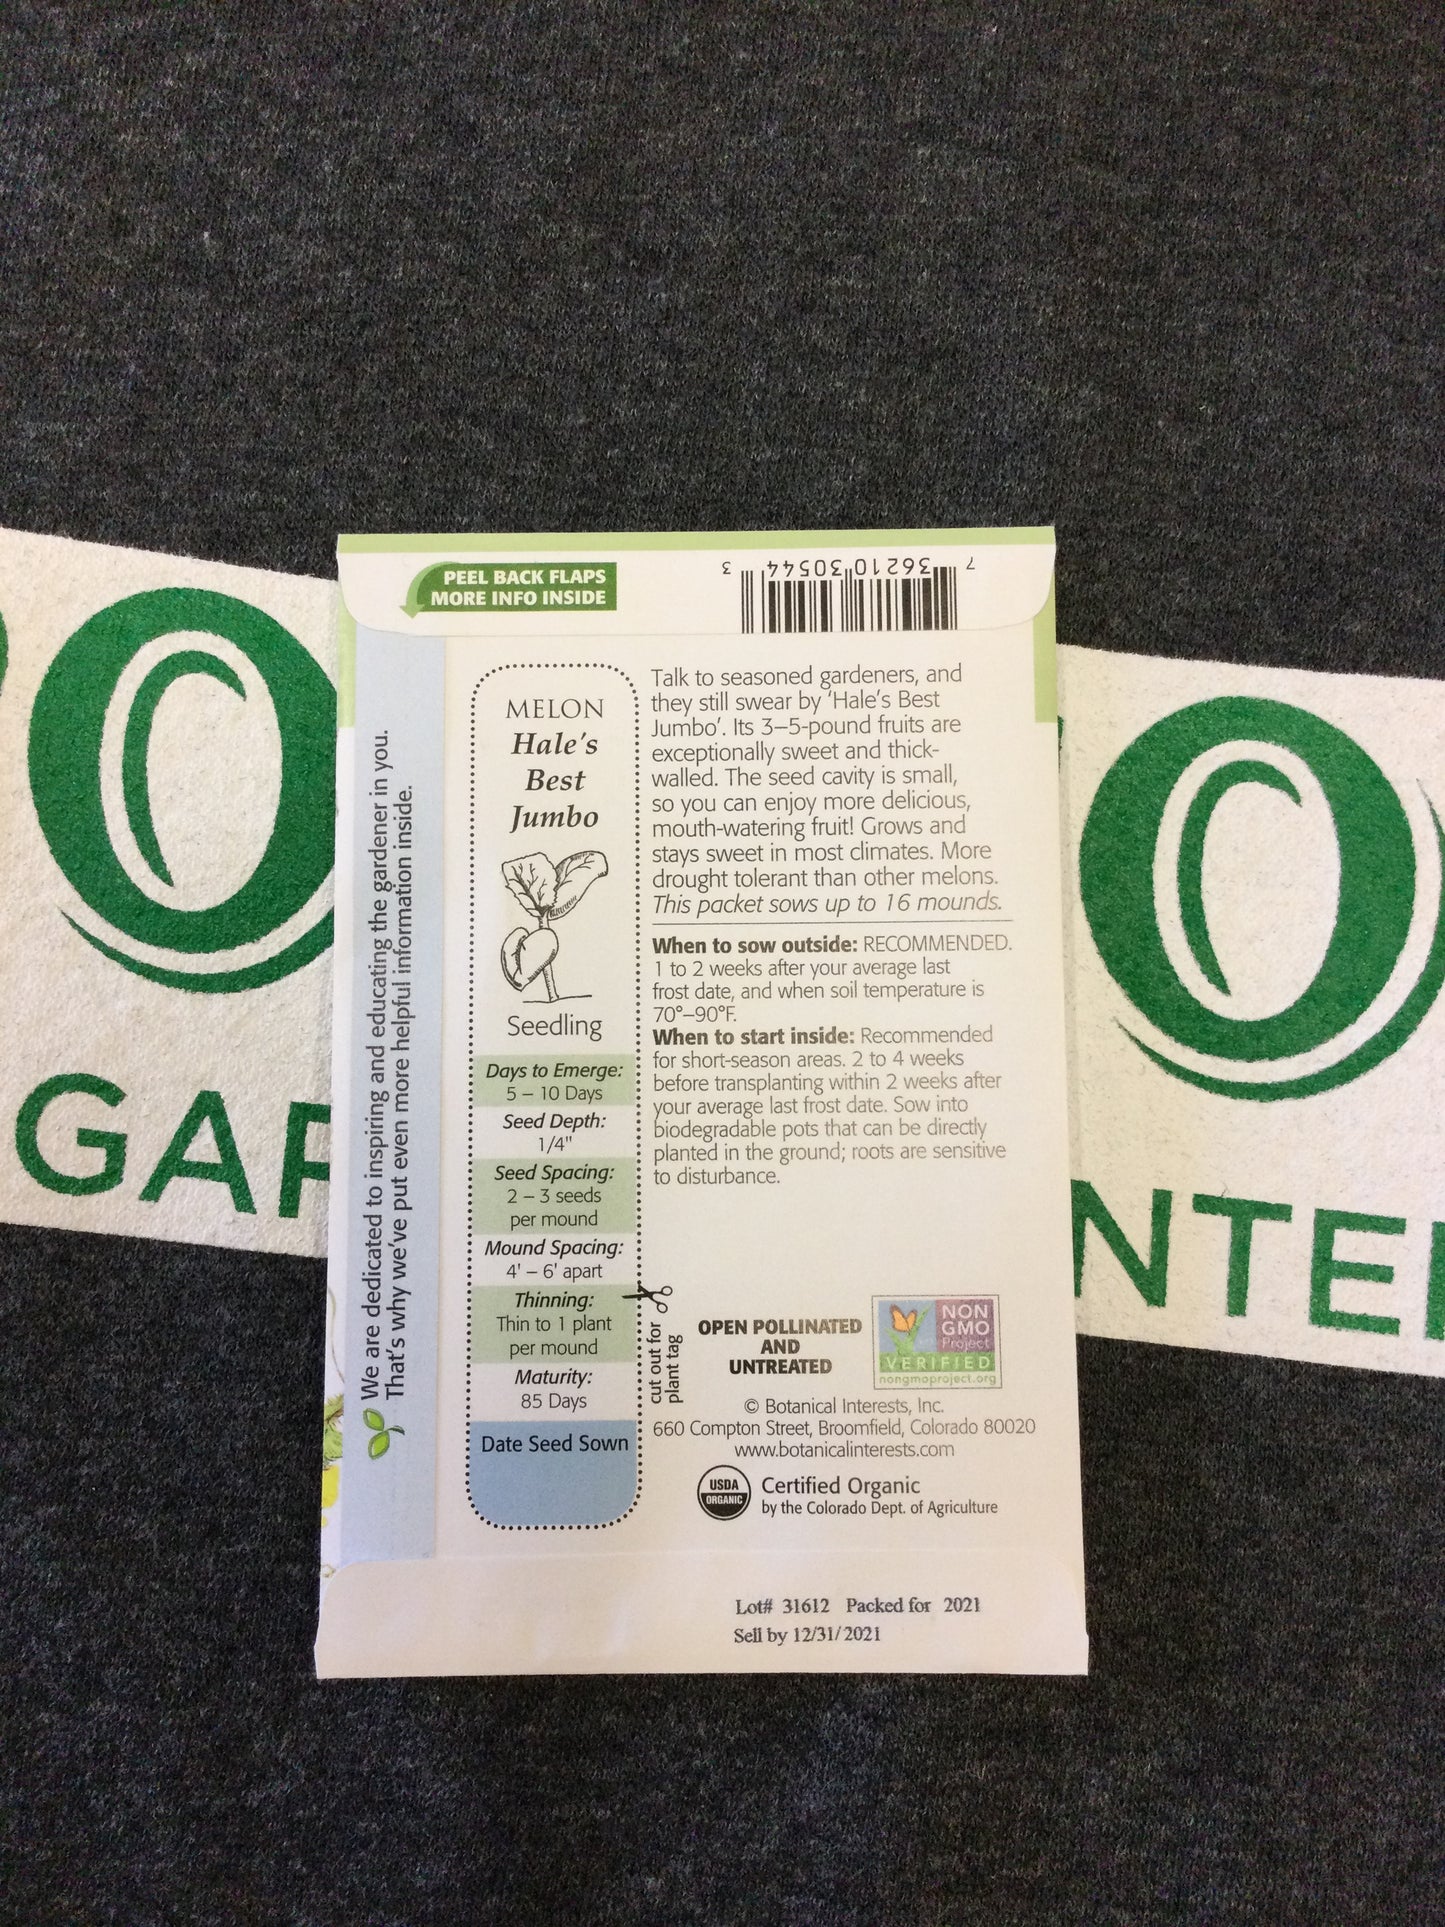 PEEL BACK FLAPS
MORE INFO INSIDE
7 36210 30544 3
We are dedicated to inspiring and educating the gardener in you.
That's why we've put even more helpful information inside.
MELON
Hale's
Best
Jumbo
Seedling
Days to Emerge:
5 – 10 Days
Seed Depth:
1/4"
Seed Spacing:
2 – 3 seeds
per mound
Mound Spacing:
4' – 6' apart
Thinning:
Thin to 1 plant
per mound
Maturity:
85 Days
Date Seed Sown
cut out for
plant tag
Talk to seasoned gardeners, and
they still swear by 'Hale's Best
Jumbo'. Its 3–5-pound fruits are
exceptionally sweet and thick-
walled. The seed cavity is small,
so you can enjoy more delicious,
mouth-watering fruit! Grows and
stays sweet in most climates. More
drought tolerant than other melons.
This packet sows up to 16 mounds.
When to sow outside: RECOMMENDED.
1 to 2 weeks after your average last
frost date, and when soil temperature is
70°–90°F.
When to start inside: Recommended
for short-season areas. 2 to 4 weeks
before transplanting within 2 weeks after
your average last frost date. Sow into
biodegradable pots that can be directly
planted in the ground; roots are sensitive
to disturbance.
OPEN POLLINATED
AND
UNTREATED
NON
GMO
Project
VERIFIED
nongmoproject.org
© Botanical Interests, Inc.
660 Compton Street, Broomfield, Colorado 80020
www.botanicalinterests.com
USDA
ORGANIC
Certified Organic
by the Colorado Dept. of Agriculture
Lot# 31612 Packed for 2021
Sell by 12/31/2021
O
O
GAR
NTE